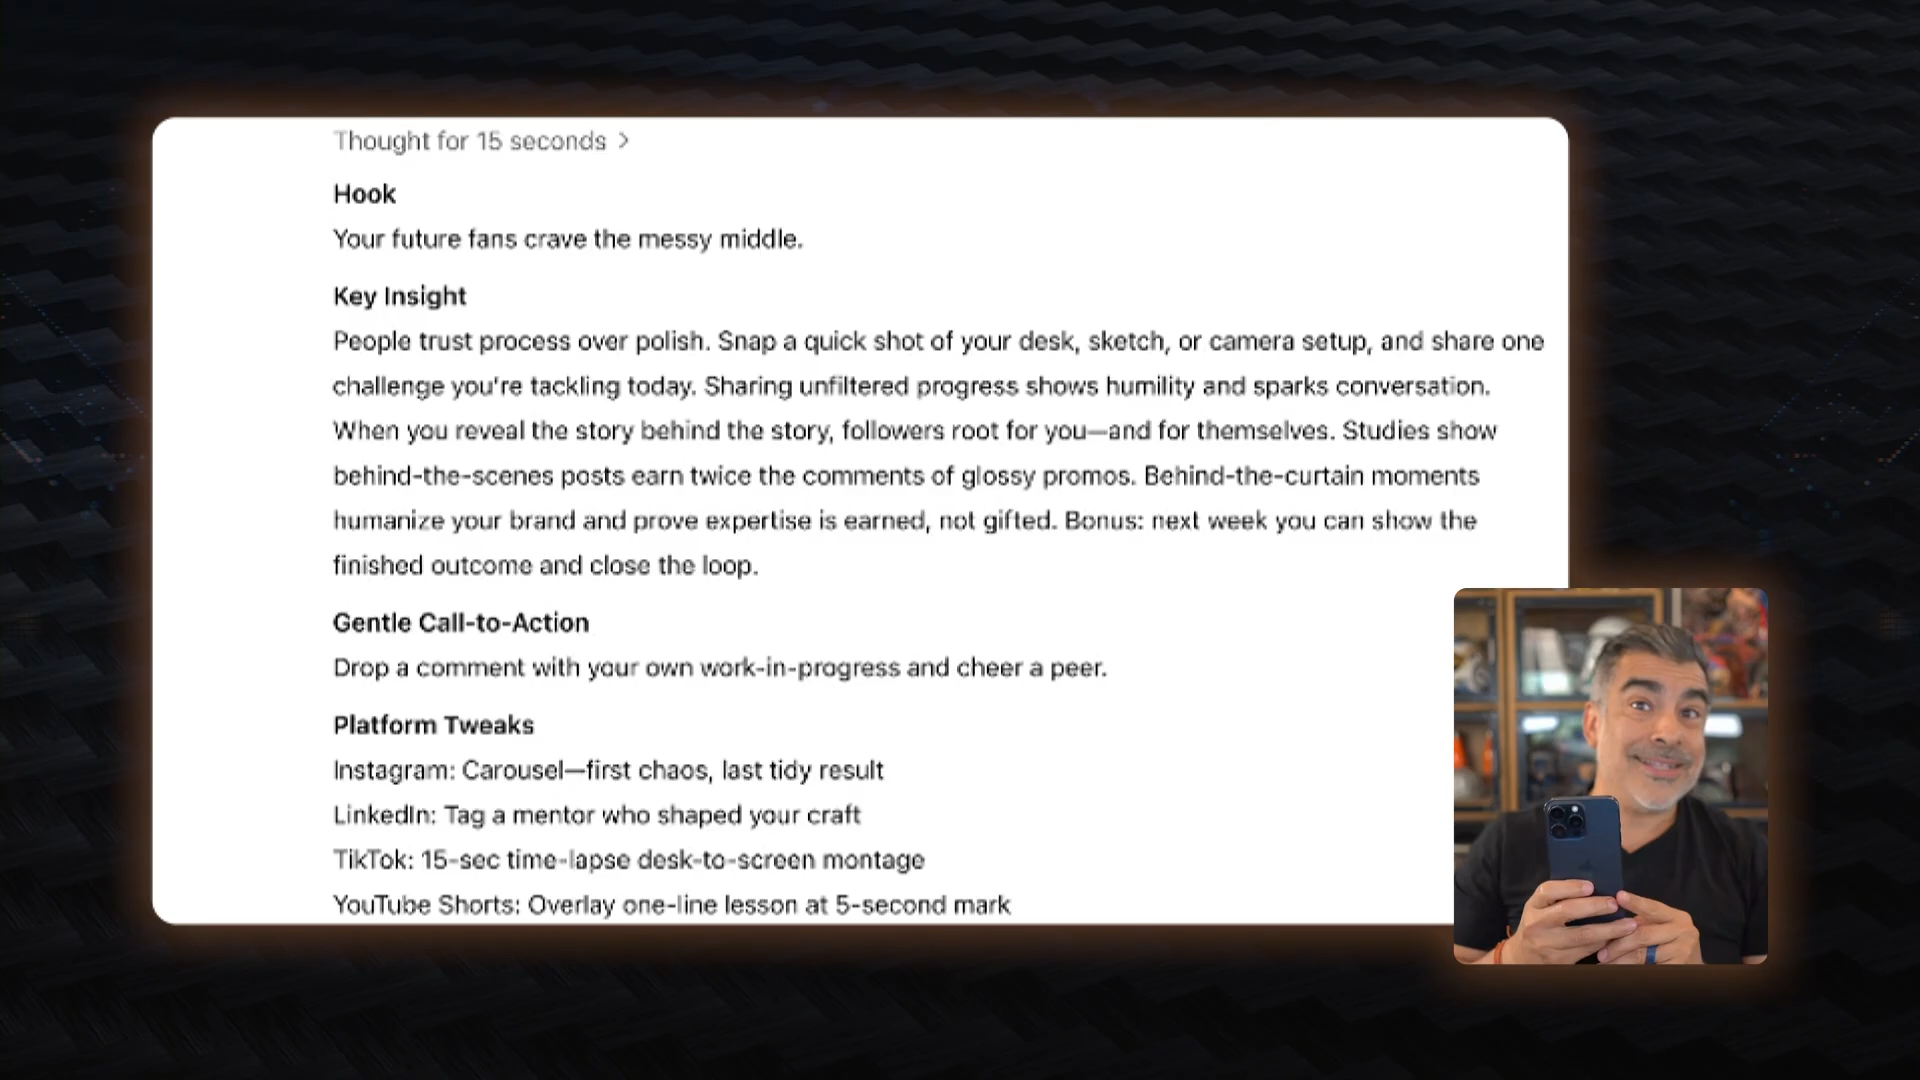 Thought for 15 seconds >
Hook
Your future fans crave the messy middle.
Key Insight
People trust process over polish. Snap a quick shot of your desk, sketch, or camera setup, and share one
challenge you're tackling today. Sharing unfiltered progress shows humility and sparks conversation.
When you reveal the story behind the story, followers root for you—and for themselves. Studies show
behind-the-scenes posts earn twice the comments of glossy promos. Behind-the-curtain moments
humanize your brand and prove expertise is earned, not gifted. Bonus: next week you can show the
finished outcome and close the loop.
Gentle Call-to-Action
Drop a comment with your own work-in-progress and cheer a peer.
Platform Tweaks
Instagram: Carousel—first chaos, last tidy result
LinkedIn: Tag a mentor who shaped your craft
TikTok: 15-sec time-lapse desk-to-screen montage
YouTube Shorts: Overlay one-line lesson at 5-second mark